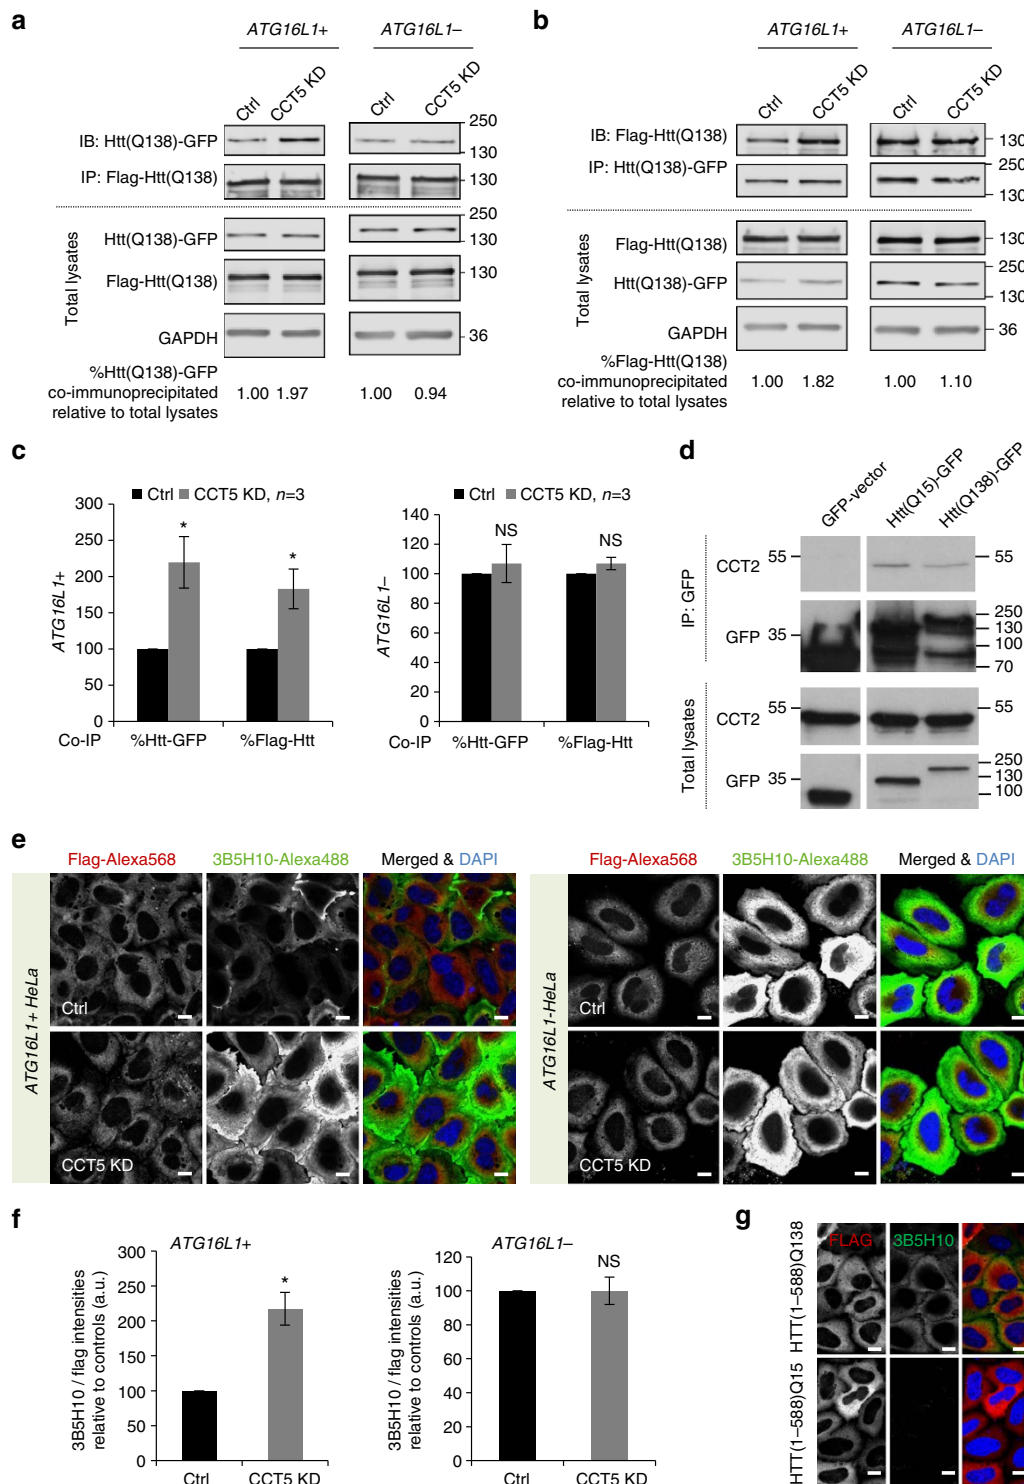 a
ATG16L1+
ATG16L1–
Ctrl
CCT5 KD
Ctrl
CCT5 KD
IB: Htt(Q138)-GFP
250
130
IP: Flag-Htt(Q138)
130
Total lysates
Htt(Q138)-GFP
250
130
Flag-Htt(Q138)
130
GAPDH
36
%Htt(Q138)-GFP
co-immunoprecipitated
relative to total lysates
1.00 1.97
1.00 0.94
b
ATG16L1+
ATG16L1–
Ctrl
CCT5 KD
Ctrl
CCT5 KD
IB: Flag-Htt(Q138)
130
IP: Htt(Q138)-GFP
250
130
Total lysates
Flag-Htt(Q138)
130
Htt(Q138)-GFP
250
130
GAPDH
36
%Flag-Htt(Q138)
co-immunoprecipitated
relative to total lysates
1.00 1.82
1.00 1.10
c
Ctrl CCT5 KD, n=3
ATG16L1+
300
250
200
150
100
50
0
*
*
Co-IP %Htt-GFP %Flag-Htt
Ctrl CCT5 KD, n=3
ATG16L1–
140
120
100
80
60
40
20
0
NS
NS
Co-IP %Htt-GFP %Flag-Htt
d
GFP-vector
Htt(Q15)-GFP
Htt(Q138)-GFP
IP: GFP
CCT2 55
55
GFP 35
250
130
100
70
Total lysates
CCT2 55
55
GFP 35
250
130
100
e
Flag-Alexa568 3B5H10-Alexa488 Merged & DAPI
ATG16L1+ HeLa
Ctrl
CCT5 KD
Flag-Alexa568 3B5H10-Alexa488 Merged & DAPI
ATG16L1-HeLa
Ctrl
CCT5 KD
f
ATG16L1+
3B5H10 / flag intensities
relative to controls (a.u.)
300
250
200
150
100
50
0
*
Ctrl CCT5 KD
ATG16L1–
3B5H10 / flag intensities
relative to controls (a.u.)
120
100
80
60
40
20
0
NS
Ctrl CCT5 KD
g
FLAG 3B5H10
HTT(1–588)Q138
HTT(1–588)Q15